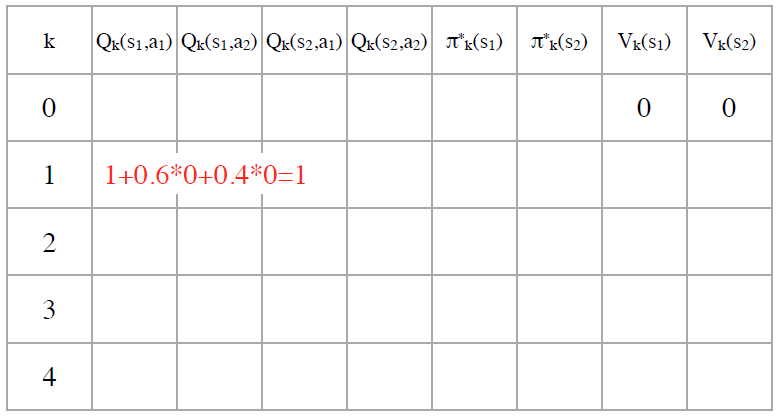 k Qk(s1,a1) Qk(s1,a2) Qk(s2,a1) Qk(s2,a2) π*k(s1) π*k(s2) Vk(s1) Vk(s2)
0 0 0
1 1+0.6*0+0.4*0=1
2
3
4